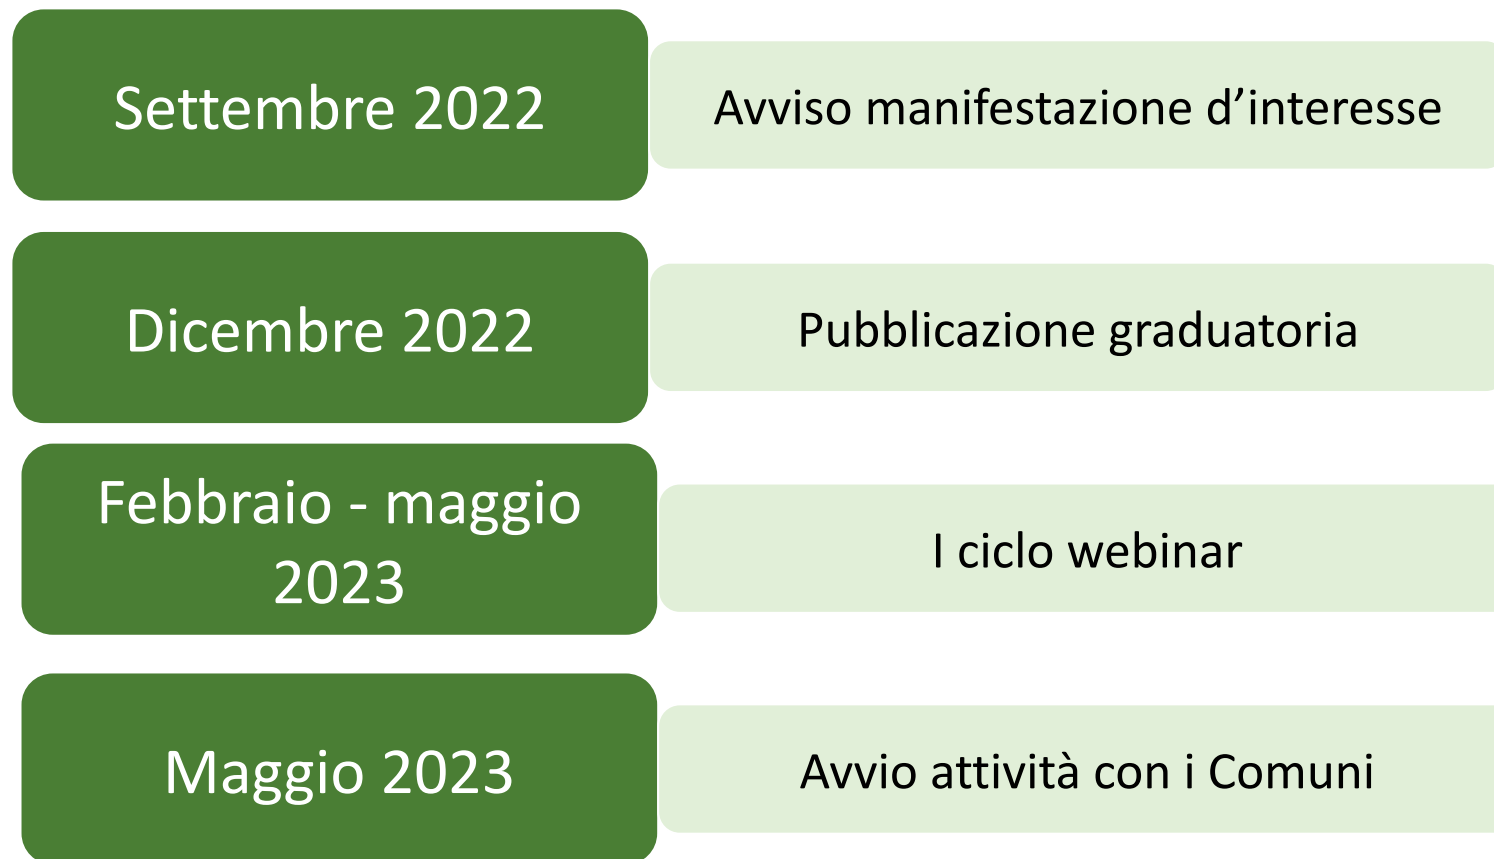 Settembre 2022
Avviso manifestazione d’interesse
Dicembre 2022
Pubblicazione graduatoria
Febbraio - maggio
2023
I ciclo webinar
Maggio 2023
Avvio attività con i Comuni